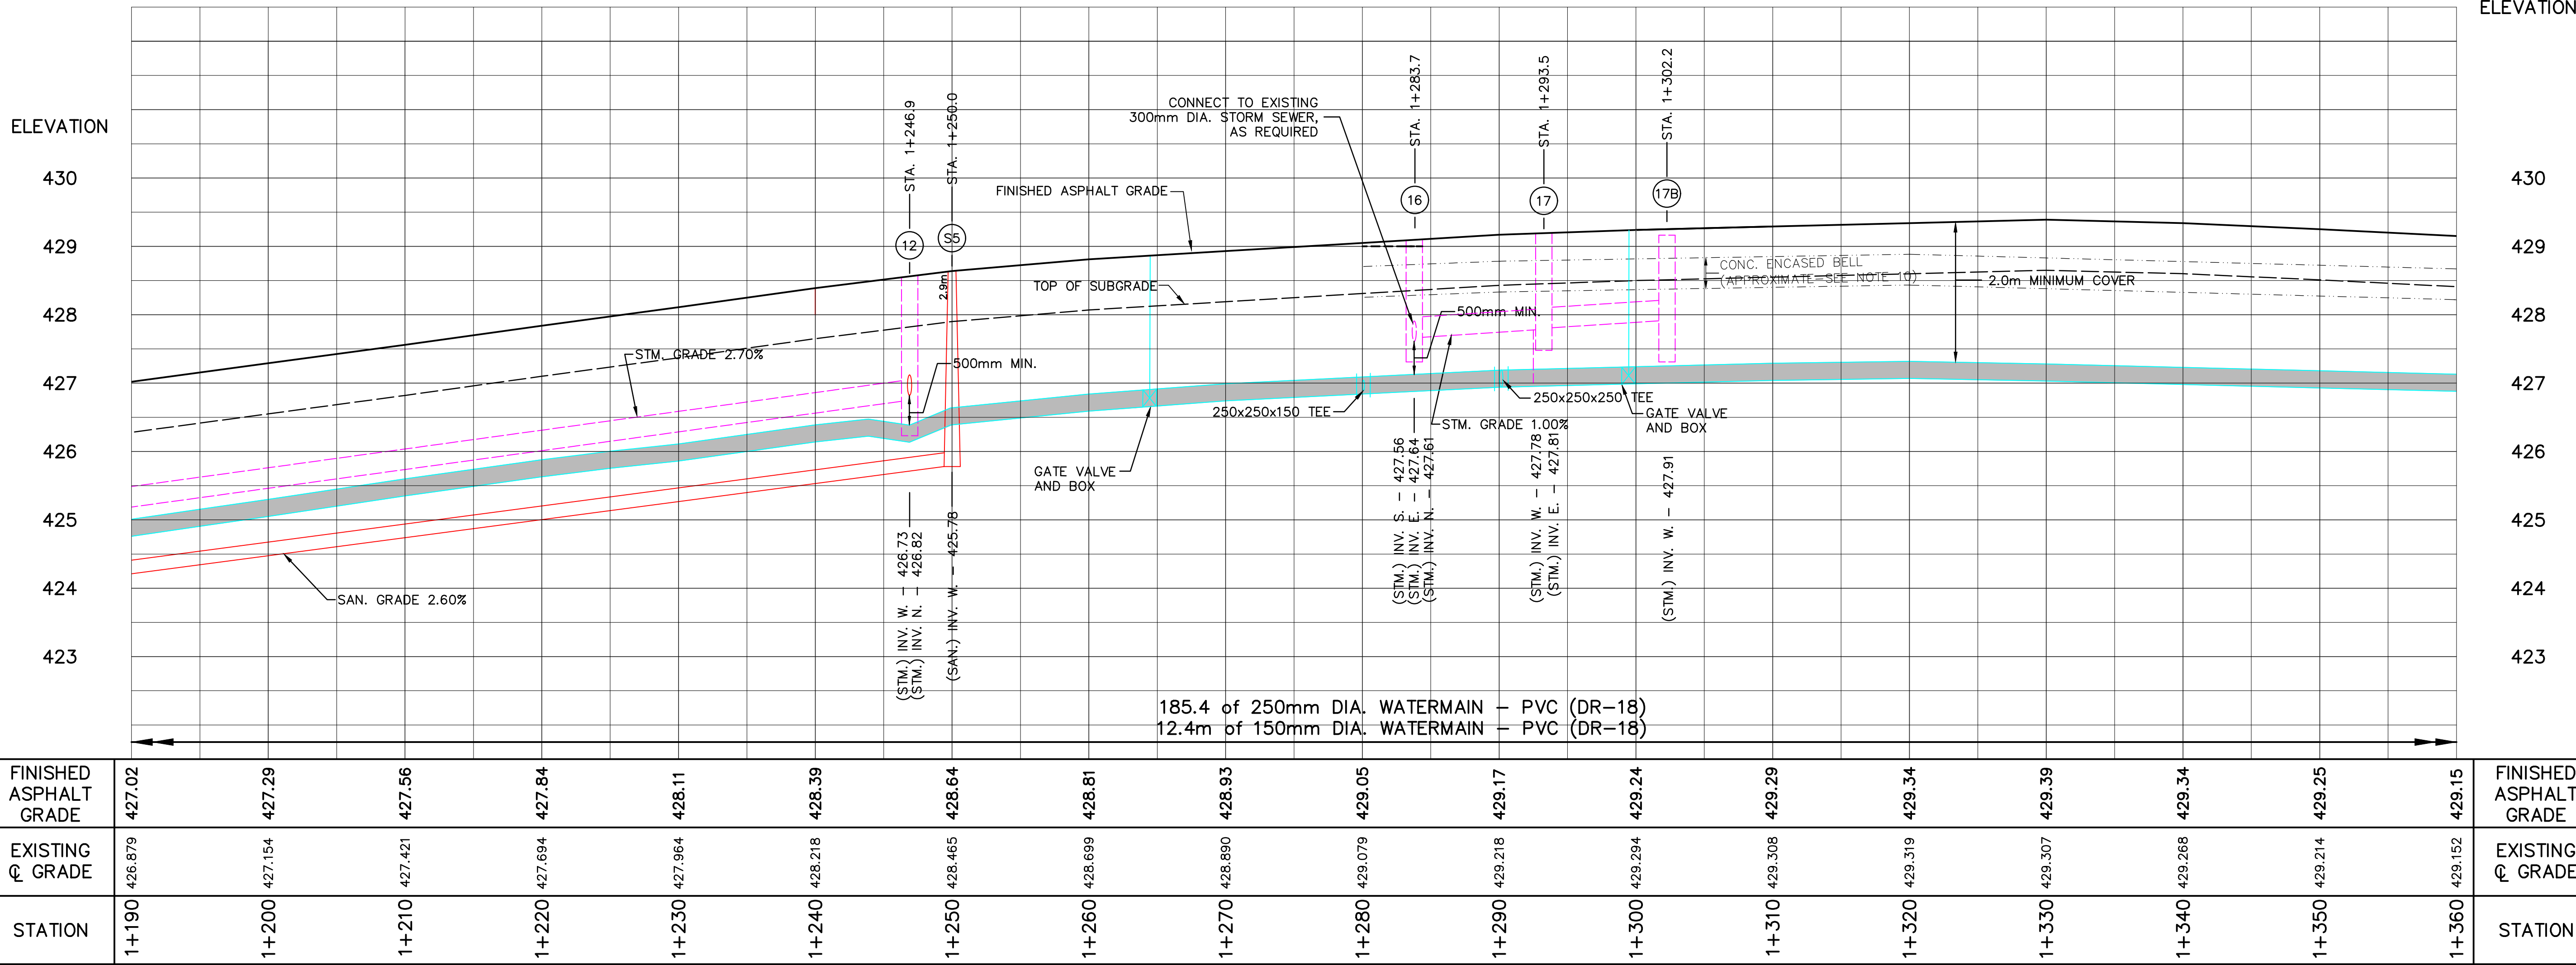 ELEVATION
ELEVATION
430
429
428
427
426
425
424
423
430
429
428
427
426
425
424
423
STA. 1+246.9
12
STA. 1+250.0
S5
2.9m
FINISHED ASPHALT GRADE
TOP OF SUBGRADE
CONNECT TO EXISTING
300mm DIA. STORM SEWER,
AS REQUIRED
STA. 1+283.7
16
STA. 1+293.5
17
STA. 1+302.2
17B
CONC. ENCASED BELL
(APPROXIMATE-SEE NOTE 10)
2.0m MINIMUM COVER
STM. GRADE 2.70%
500mm MIN.
500mm MIN.
250x250x150 TEE
250x250x250 TEE
STM. GRADE 1.00%
GATE VALVE
AND BOX
GATE VALVE
AND BOX
SAN. GRADE 2.60%
(STM.) INV. W. - 426.73
(STM.) INV. N. - 426.82
(SAN.) INV. W. - 425.78
(STM.) INV. S. - 427.56
(STM.) INV. E. - 427.64
(STM.) INV. N. - 427.61
(STM.) INV. W. - 427.78
(STM.) INV. E. - 427.81
(STM.) INV. W. - 427.91
185.4 of 250mm DIA. WATERMAIN - PVC (DR-18)
12.4m of 150mm DIA. WATERMAIN - PVC (DR-18)
FINISHED
ASPHALT
GRADE
427.02 427.29 427.56 427.84 428.11 428.39 428.64 428.81 428.93 429.05 429.17 429.24 429.29 429.34 429.39 429.34 429.25 429.15
FINISHED
ASPHALT
GRADE
EXISTING
℄ GRADE
426.879 427.154 427.421 427.694 427.964 428.218 428.465 428.699 428.890 429.079 429.218 429.294 429.308 429.319 429.307 429.268 429.214 429.152
EXISTING
℄ GRADE
STATION
1+190 1+200 1+210 1+220 1+230 1+240 1+250 1+260 1+270 1+280 1+290 1+300 1+310 1+320 1+330 1+340 1+350 1+360
STATION